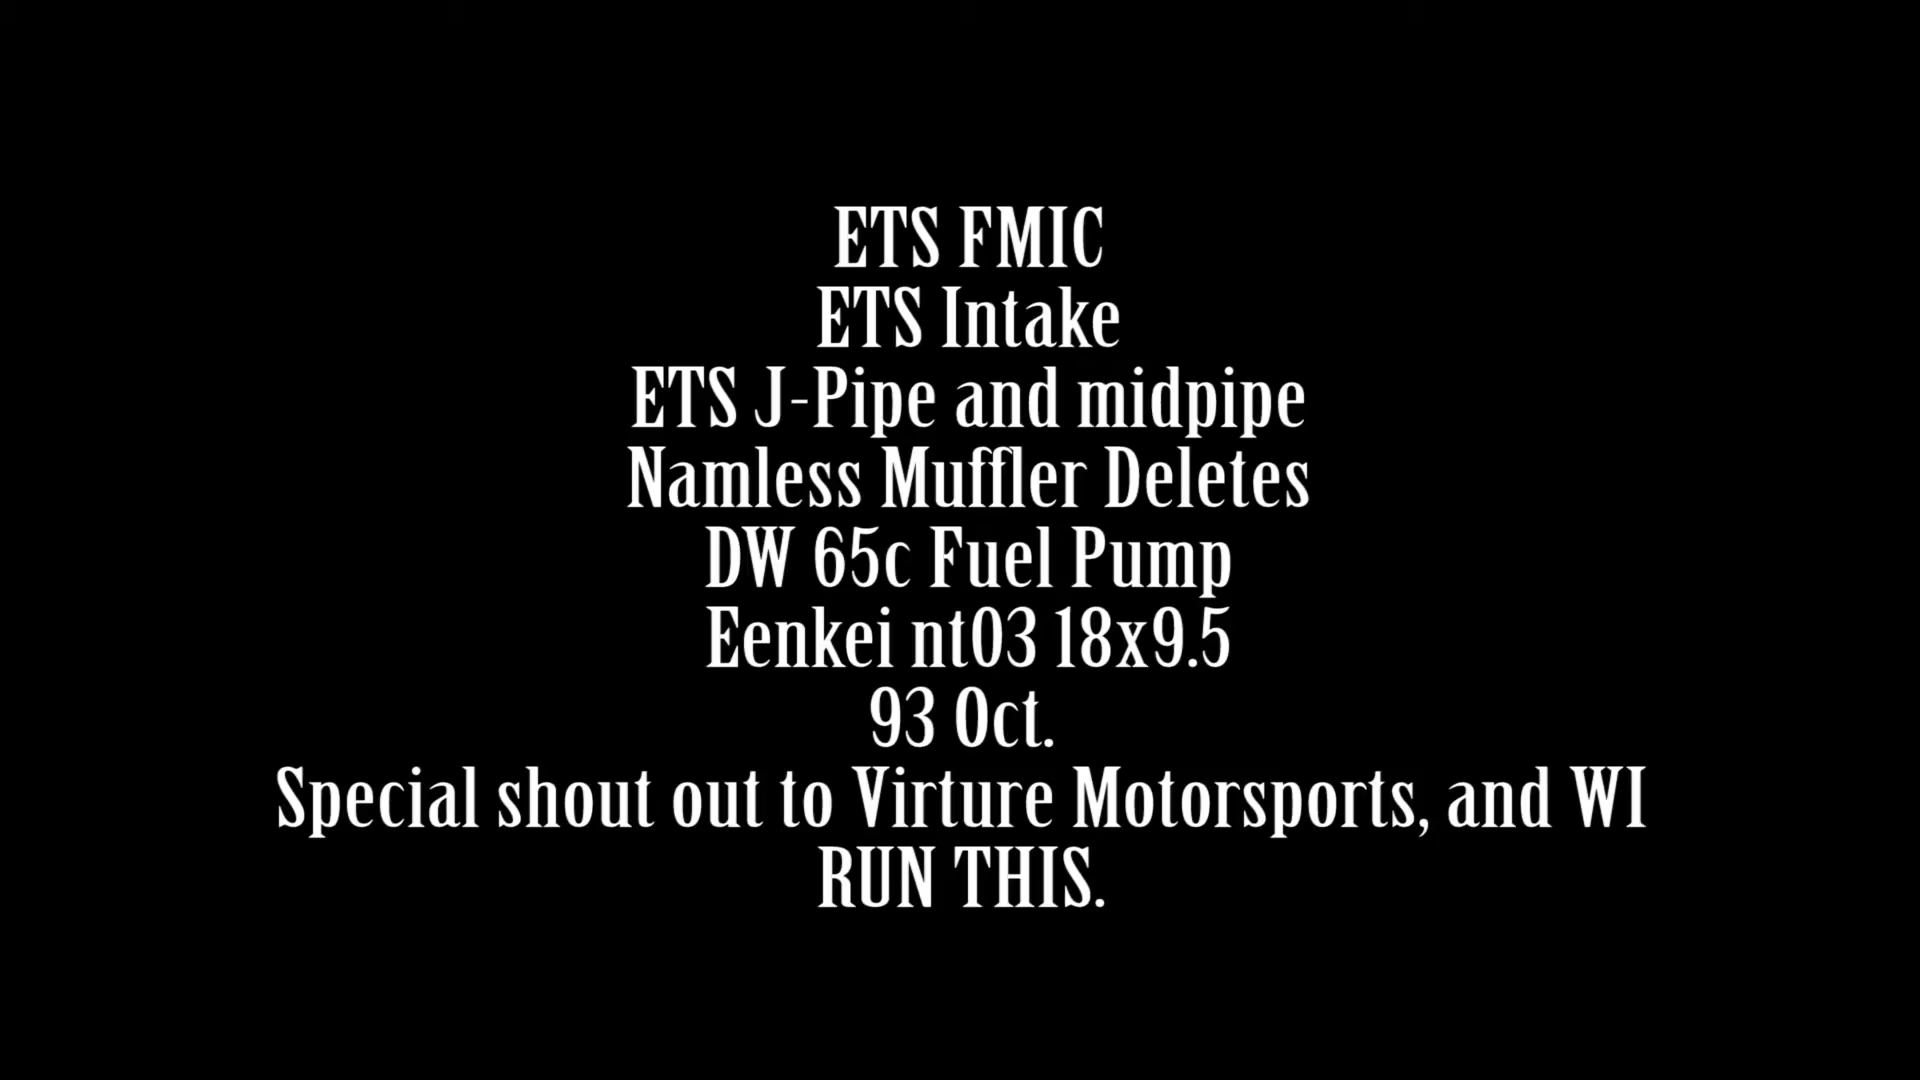 ETS FMIC
ETS Intake
ETS J-Pipe and midpipe
Namless Muffler Deletes
DW 65c Fuel Pump
Eenkei nt03 18x9.5
93 Oct.
Special shout out to Virture Motorsports, and WI
RUN THIS.